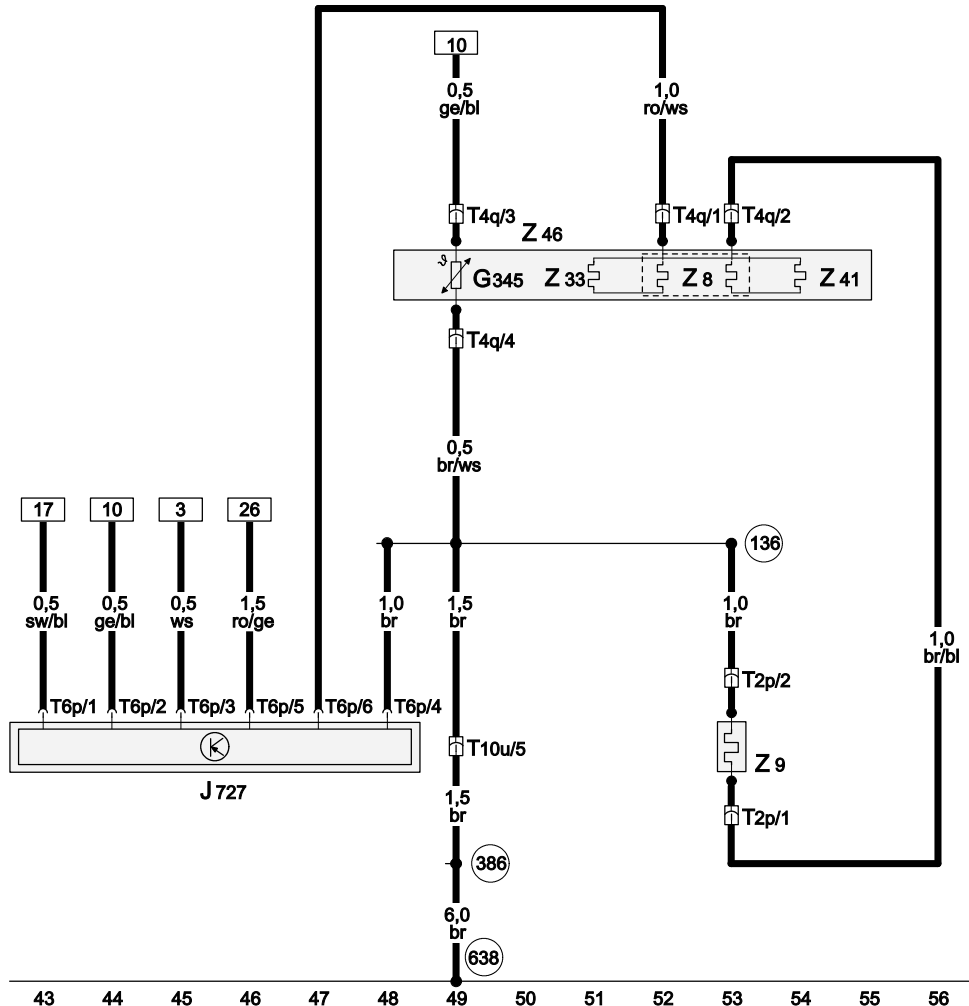 10
0,5
ge/bl
1,0
ro/ws
T4q/3
T4q/1
T4q/2
Z 46
G345
Z 33
Z 8
Z 41
T4q/4
0,5
br/ws
17
10
3
26
136
0,5
sw/bl
0,5
ge/bl
0,5
ws
1,5
ro/ge
1,0
br
1,5
br
1,0
br
1,0
br/bl
T2p/2
T6p/1
T6p/2
T6p/3
T6p/5
T6p/6
T6p/4
T10u/5
Z 9
J 727
1,5
br
T2p/1
386
6,0
br
638
43 44 45 46 47 48 49 50 51 52 53 54 55 56